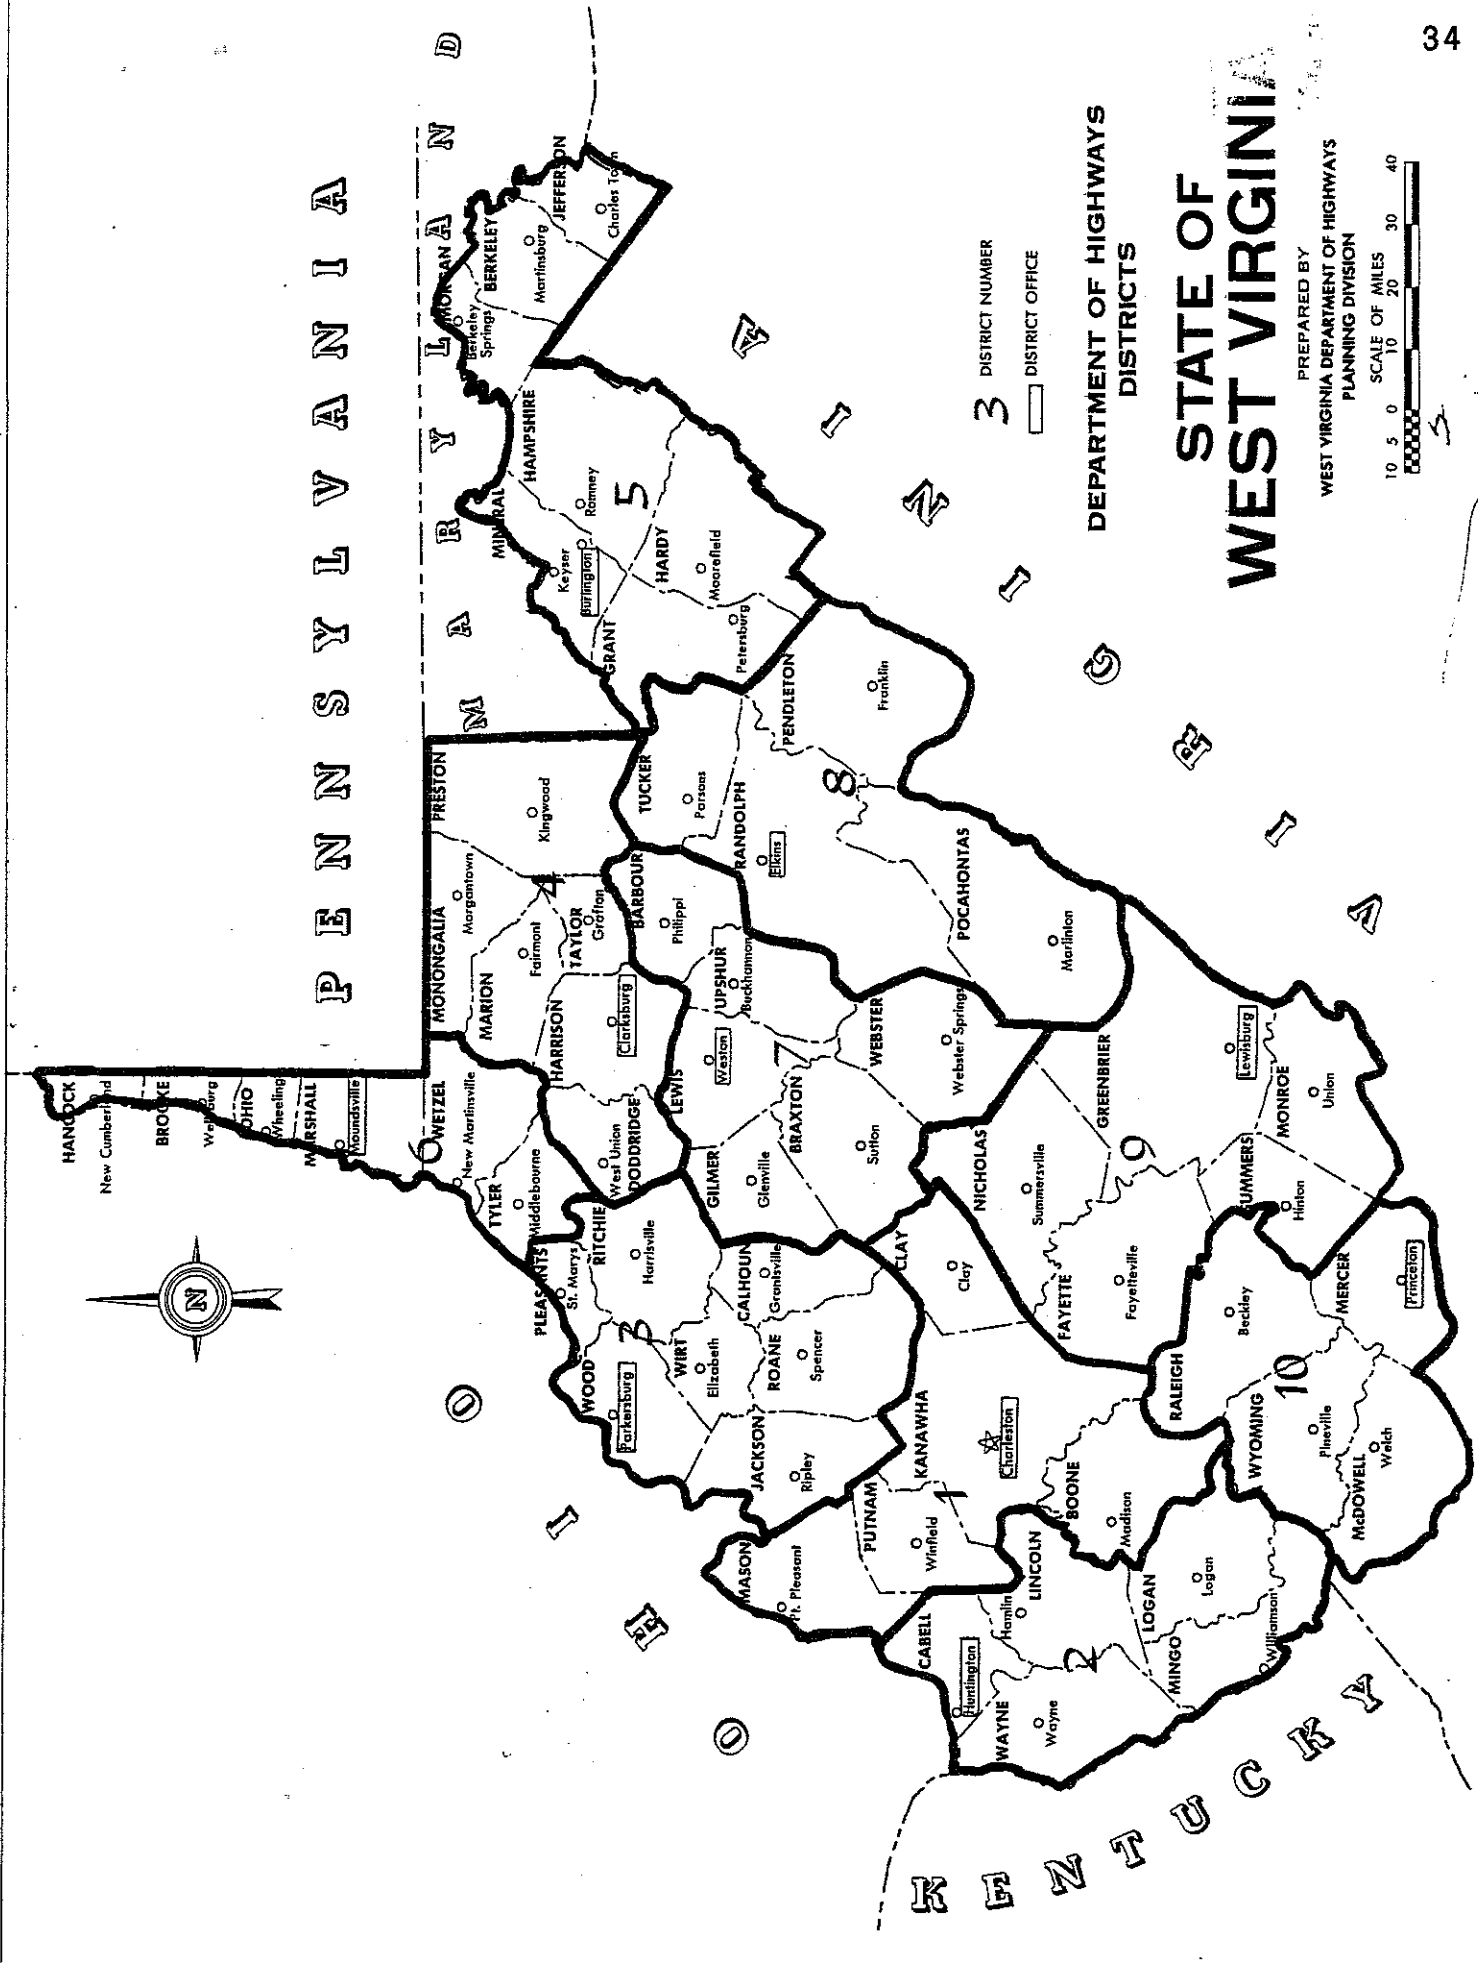 34
PENNSYLVANIA
MARYLAND
OHIO
KENTUCKY
VIRGINIA
3 DISTRICT NUMBER
DISTRICT OFFICE
DEPARTMENT OF HIGHWAYS
DISTRICTS
STATE OF
WEST VIRGINIA
PREPARED BY
WEST VIRGINIA DEPARTMENT OF HIGHWAYS
PLANNING DIVISION
SCALE OF MILES
10 5 0 10 20 30 40
N
HANCOCK
New Cumberland
BROOKE
Wellsburg
OHIO
Wheeling
MARSHALL
Moundsville
6
WETZEL
New Martinsville
TYLER
Middlebourne
PLEASANTS
St. Marys
RITCHIE
Harrisville
WOOD
Parkersburg
3
WIRT
Elizabeth
CALHOUN
Grantsville
ROANE
Spencer
JACKSON
Ripley
MONONGALIA
Morgantown
PRESTON
Kingwood
MARION
Fairmont
4
TAYLOR
Grafton
HARRISON
Clarksburg
DODDRIDGE
West Union
BARBOUR
Philippi
UPSHUR
Buckhannon
LEWIS
Weston
7
GILMER
Glenville
BRAXTON
Sutton
WEBSTER
Webster Springs
TUCKER
Parsons
RANDOLPH
Elkins
8
PENDLETON
Franklin
POCAHONTAS
Marlinton
MORGAN
Berkeley
Springs
BERKELEY
Martinsburg
JEFFERSON
Charles Town
HAMPSHIRE
Romney
MINERAL
Keyser
Burlington
5
HARDY
Moorefield
GRANT
Petersburg
MASON
Pt. Pleasant
PUTNAM
Winfield
1
KANAWHA
Charleston
CLAY
Clay
BOONE
Madison
CABELL
Huntington
WAYNE
Wayne
LINCOLN
Hamlin
2
LOGAN
Logan
MINGO
Williamson
NICHOLAS
Summersville
GREENBRIER
Lewisburg
9
FAYETTE
Fayetteville
SUMMERS
Hinton
MONROE
Union
RALEIGH
Beckley
10
WYOMING
Pineville
McDOWELL
Welch
MERCER
Princeton